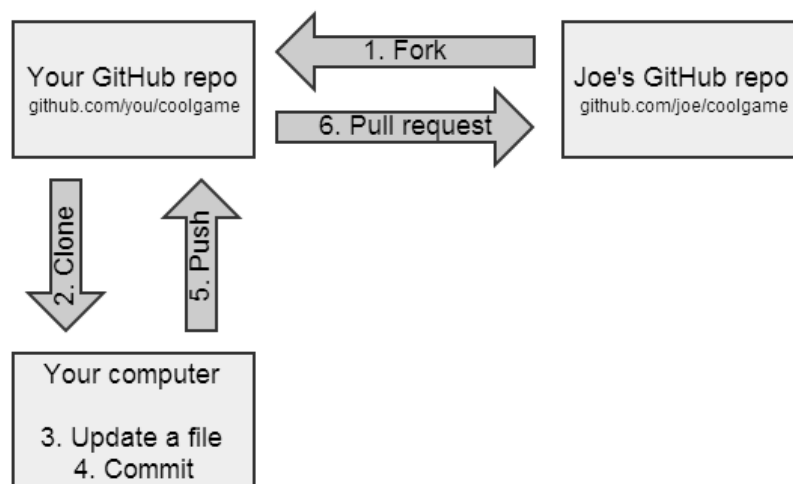 1. Fork
Your GitHub repo
github.com/you/coolgame
Joe's GitHub repo
github.com/joe/coolgame
6. Pull request
2. Clone
5. Push
Your computer
3. Update a file
4. Commit